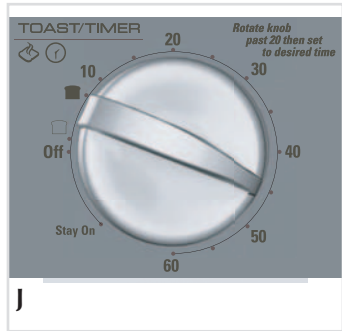 TOAST/TIMER
Rotate knob
past 20 then set
to desired time
20
10
30
Off
40
Stay On
50
60
J